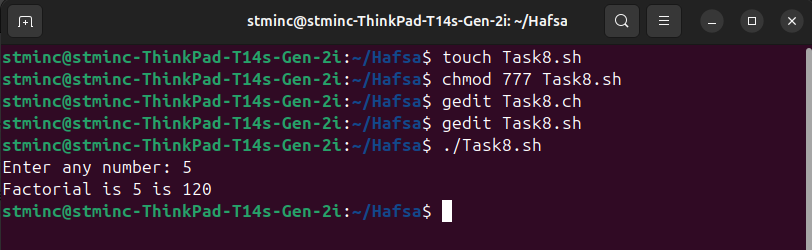 stminc@stminc-ThinkPad-T14s-Gen-2i: ~/Hafsa
stminc@stminc-ThinkPad-T14s-Gen-2i:~/Hafsa$ touch Task8.sh
stminc@stminc-ThinkPad-T14s-Gen-2i:~/Hafsa$ chmod 777 Task8.sh
stminc@stminc-ThinkPad-T14s-Gen-2i:~/Hafsa$ gedit Task8.ch
stminc@stminc-ThinkPad-T14s-Gen-2i:~/Hafsa$ gedit Task8.sh
stminc@stminc-ThinkPad-T14s-Gen-2i:~/Hafsa$ ./Task8.sh
Enter any number: 5
Factorial is 5 is 120
stminc@stminc-ThinkPad-T14s-Gen-2i:~/Hafsa$